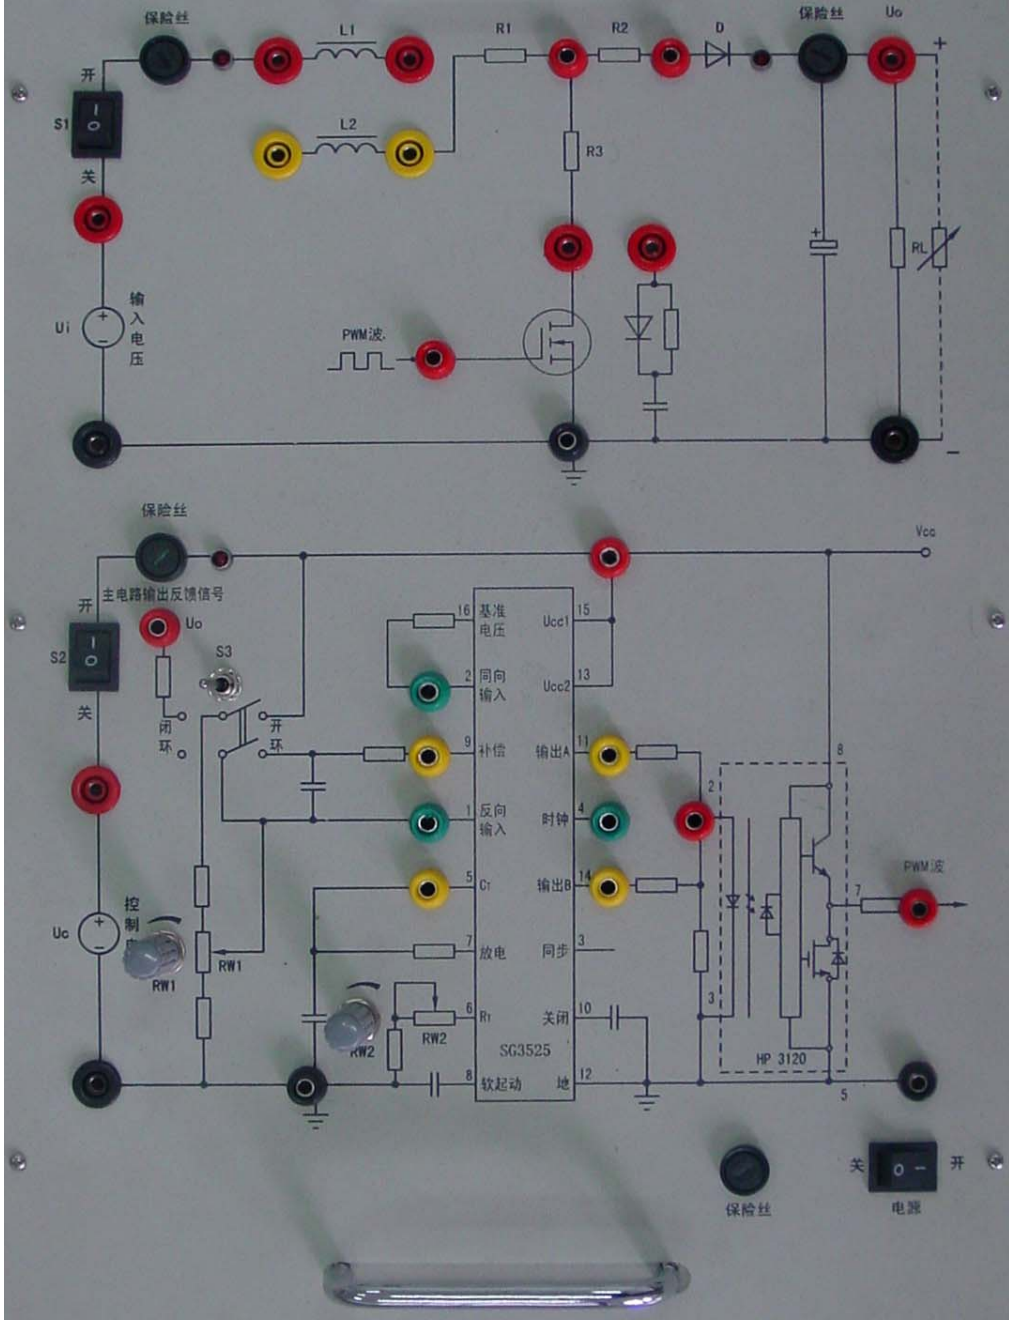 保险丝
L1
R1
R2
D
保险丝
Uo
+
开
S1
关
L2
R3
+
RL
Ui
+
−
输入电压
PWM波
−
保险丝
Vcc
主电路输出反馈信号
开
Uo
S2
关
S3
闭环
开环
16
基准电压
Ucc1
15
2
同向输入
Ucc2
13
9
补偿
输出A
11
8
2
1
反向输入
时钟
4
5
CT
输出B
14
PWM波
7
Uc
+
−
控制
RW1
RW1
7
放电
同步
3
3
6
RT
关闭
10
RW2
RW2
SG3525
HP 3120
8
软起动
地
12
5
关
开
保险丝
电源